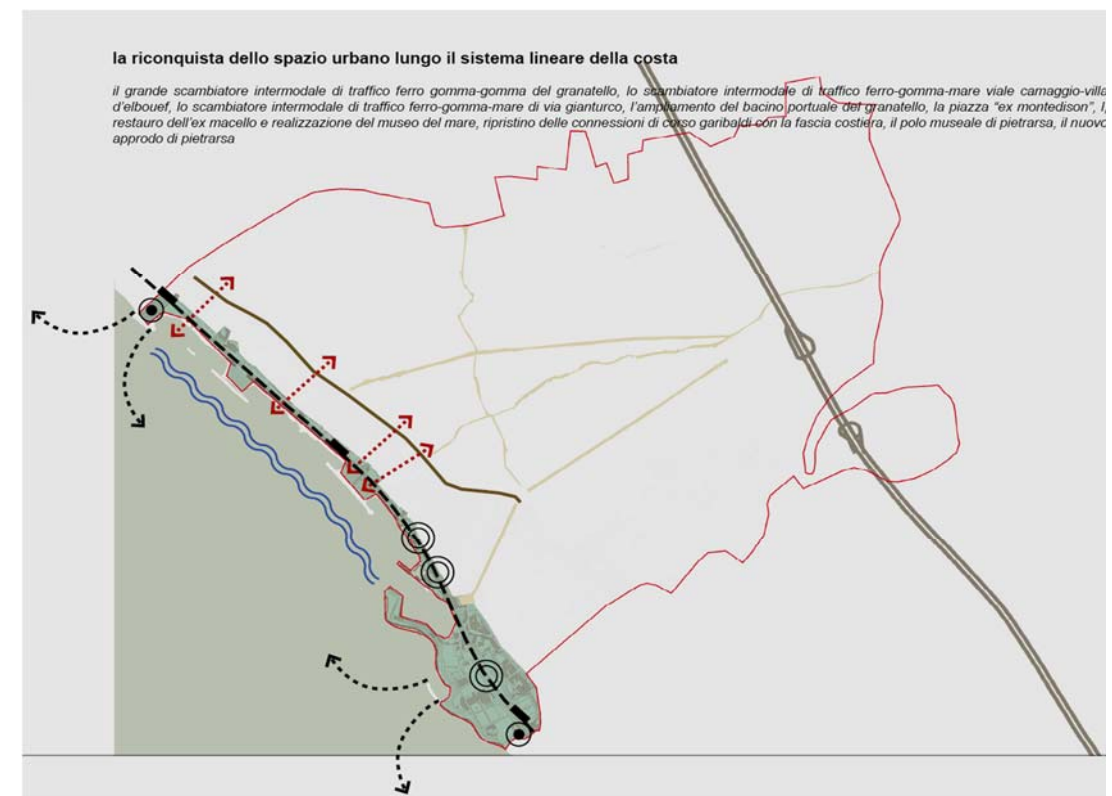 la riconquista dello spazio urbano lungo il sistema lineare della costa
il grande scambiatore intermodale di traffico ferro gomma-gomma del granatello, lo scambiatore intermodale di traffico ferro-gomma-mare viale camaggio-villa
d'elbouef, lo scambiatore intermodale di traffico ferro-gomma-mare di via gianturco, l'ampliamento del bacino portuale del granatello, la piazza "ex montedison", l,
restauro dell'ex macello e realizzazione del museo del mare, ripristino delle connessioni di corso garibaldi con la fascia costiera, il polo museale di pietrarsa, il nuovo
approdo di pietrarsa